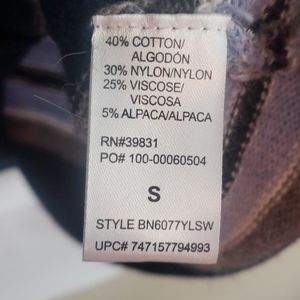 40% COTTON/
ALGODÓN
30% NYLON/NYLON
25% VISCOSE/
VISCOSA
5% ALPACA/ALPACA
RN#39831
PO# 100-00060504
S
STYLE BN6077YLSW
UPC# 747157794993